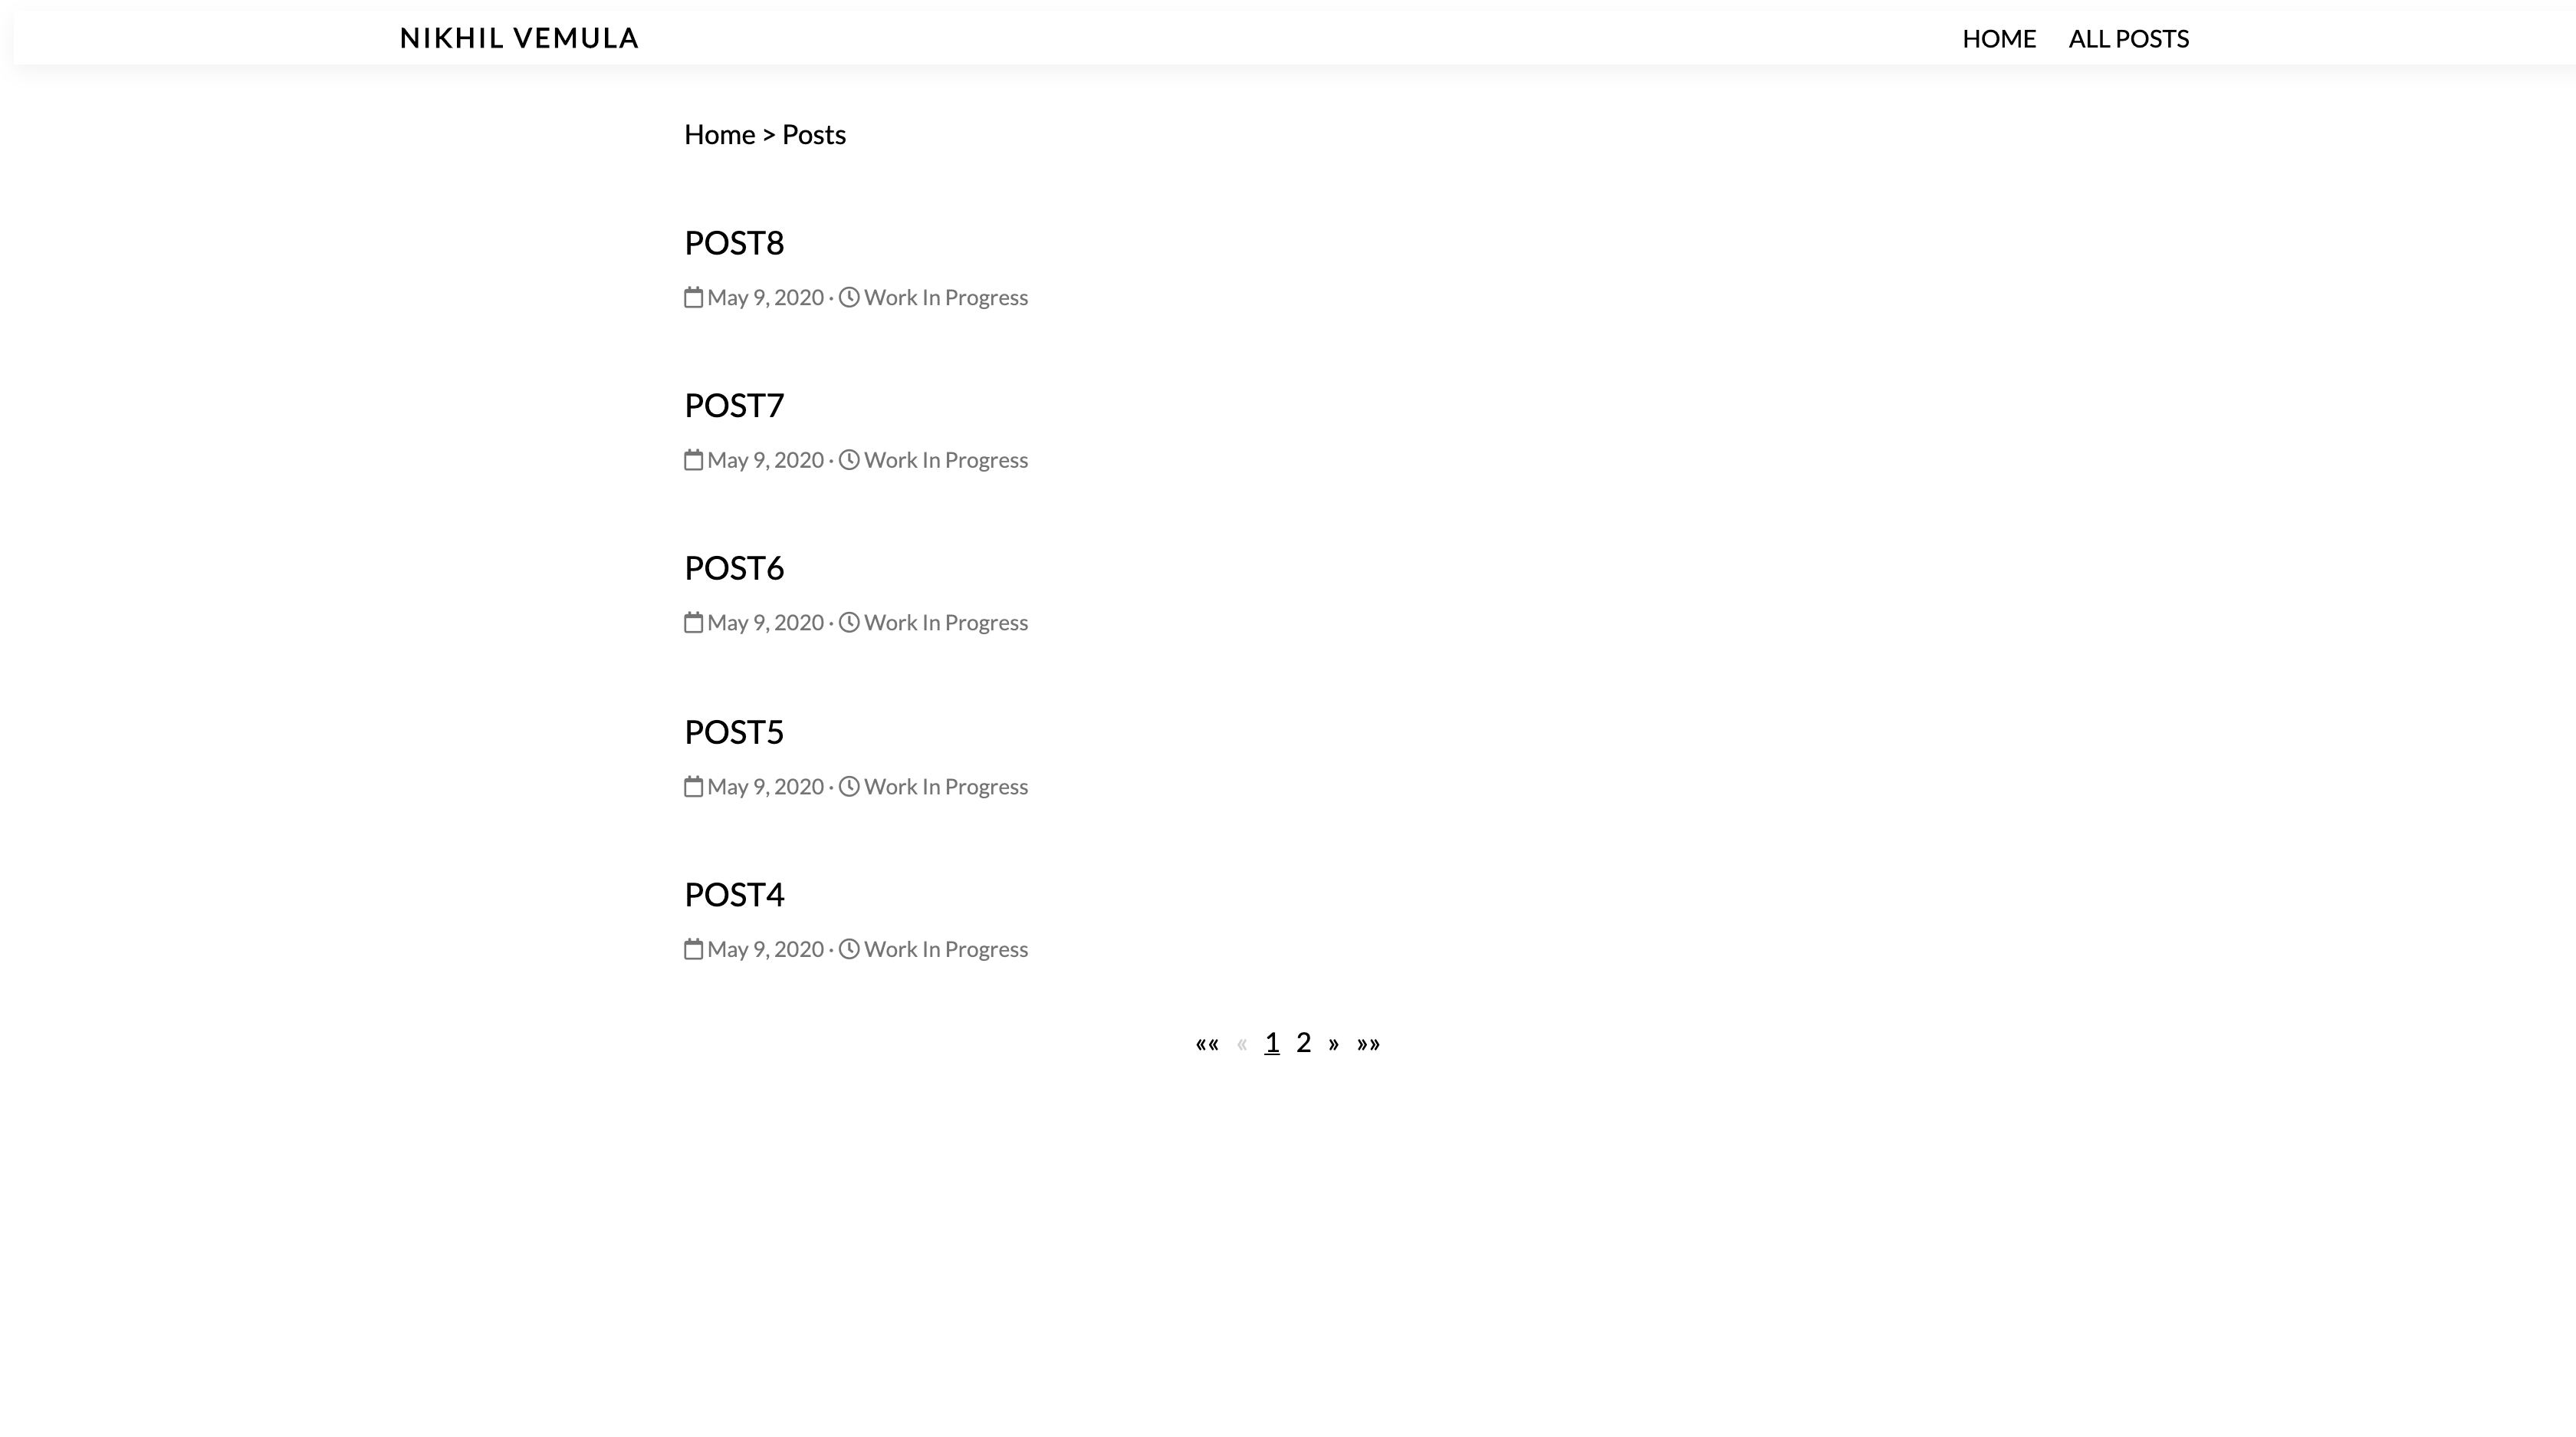 NIKHIL VEMULA HOME ALL POSTS
Home > Posts
POST8
May 9, 2020 · Work In Progress
POST7
May 9, 2020 · Work In Progress
POST6
May 9, 2020 · Work In Progress
POST5
May 9, 2020 · Work In Progress
POST4
May 9, 2020 · Work In Progress
«« « 1 2 » »»